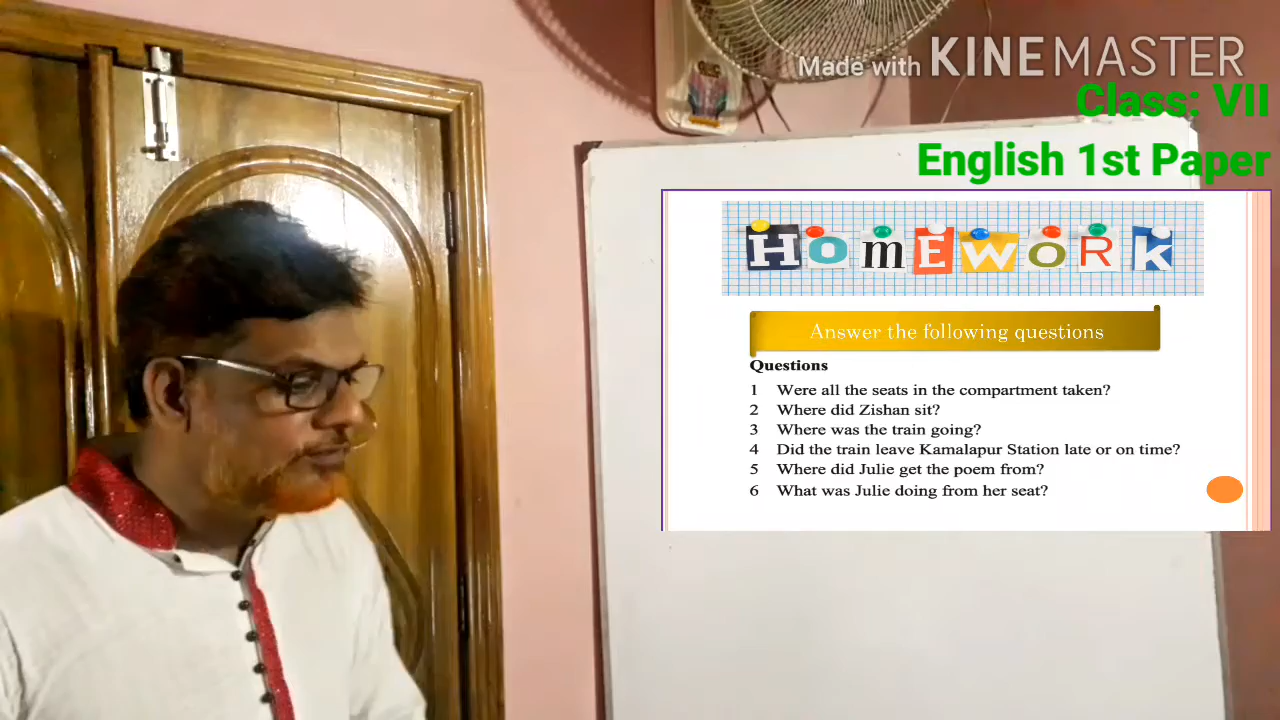 Made with KINEMASTER
Class: VII
English 1st Paper
HOmEWORK
Answer the following questions
Questions
1 Were all the seats in the compartment taken?
2 Where did Zishan sit?
3 Where was the train going?
4 Did the train leave Kamalapur Station late or on time?
5 Where did Julie get the poem from?
6 What was Julie doing from her seat?